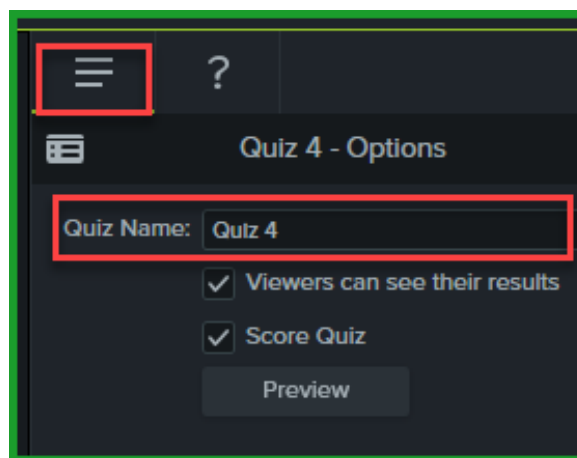 ?
Quiz 4 - Options
Quiz Name: Quiz 4
Viewers can see their results
Score Quiz
Preview